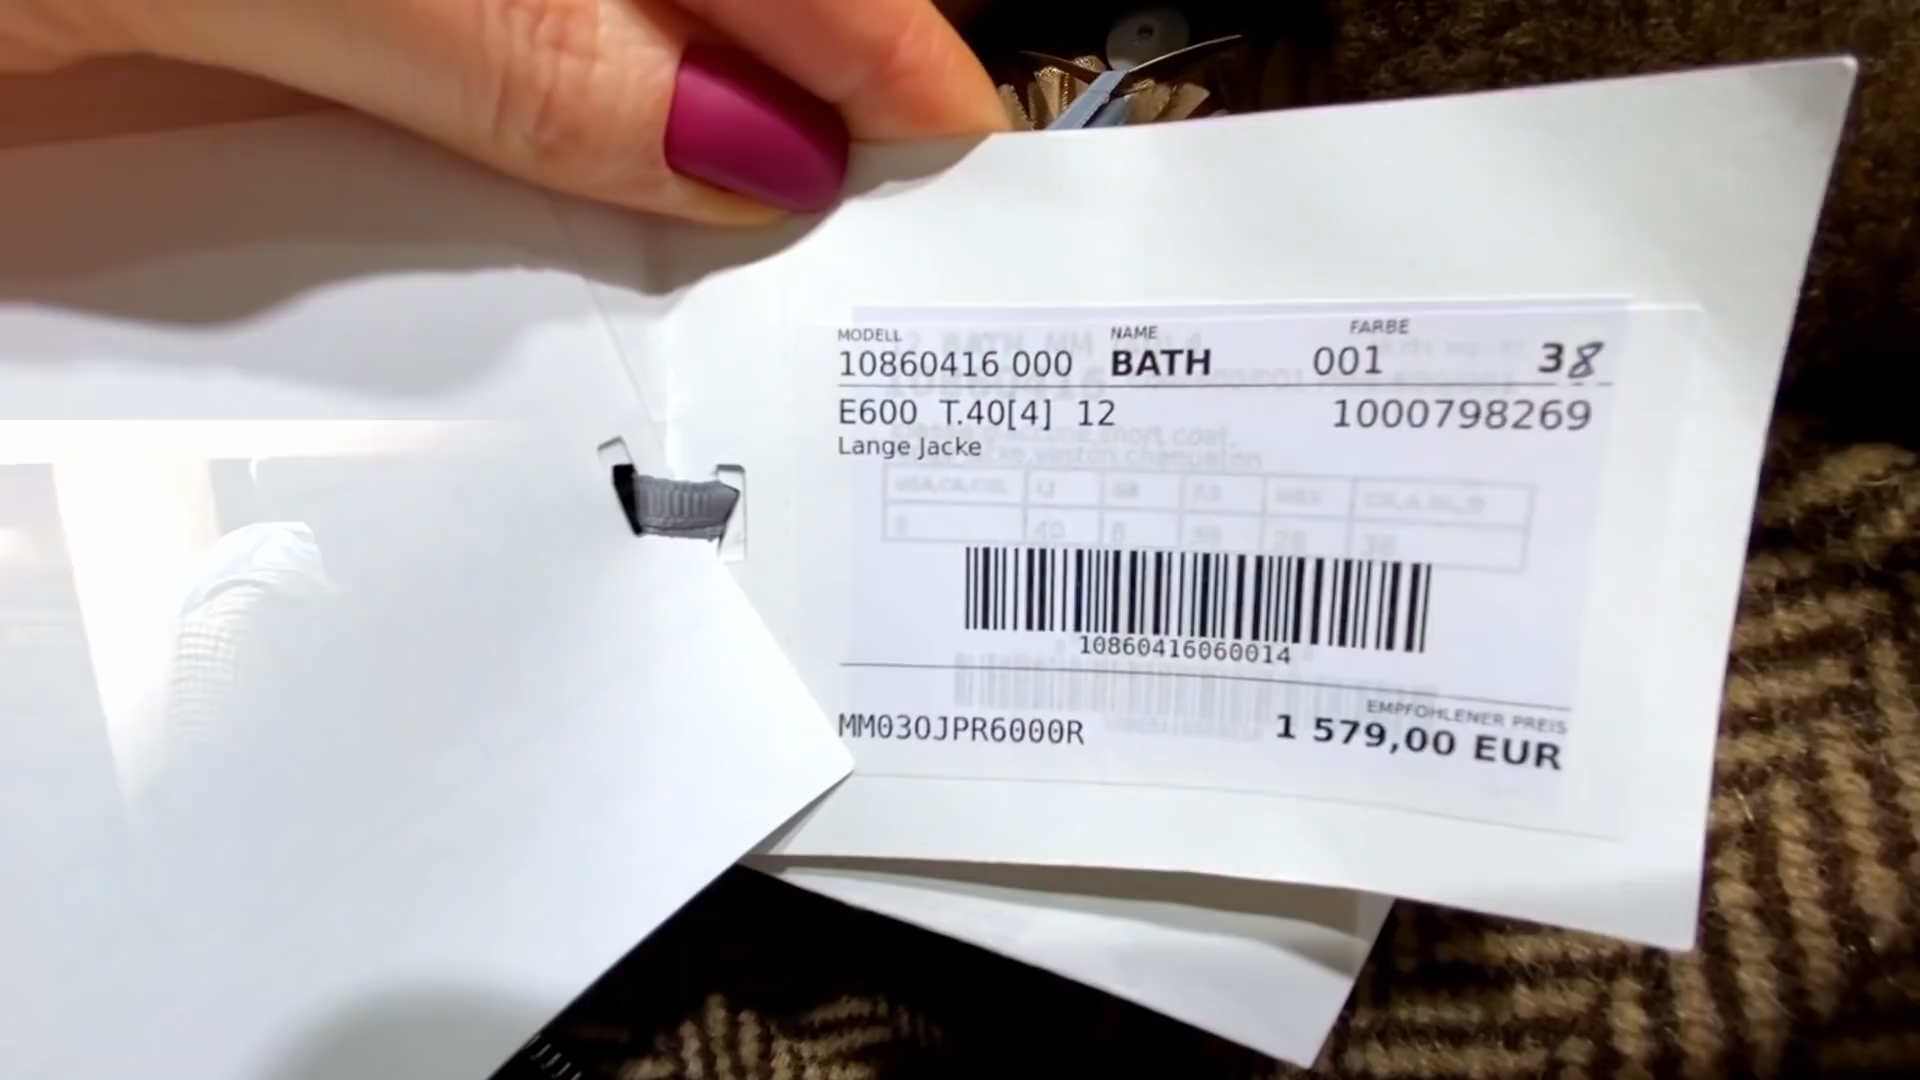 MODELL NAME FARBE
10860416 000 BATH 001 38
E600 T.40[4] 12 1000798269
Lange Jacke
10860416060014
EMPFOHLENER PREIS
MM03OJPR6000R 1 579,00 EUR